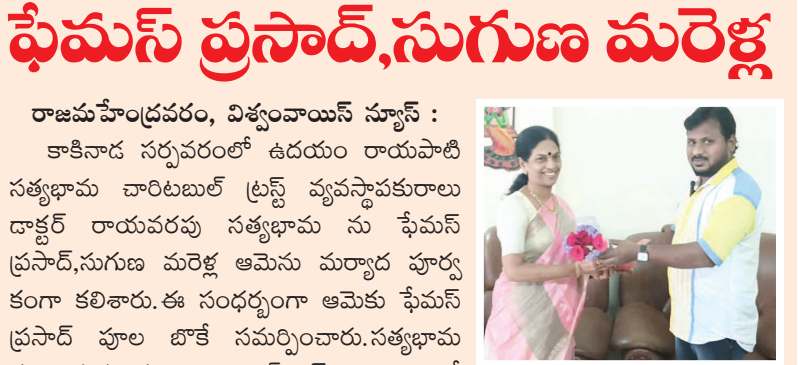 ఫేమస్ ప్రసాద్,సుగుణ మరెళ్ల
రాజమహేంద్రవరం, విశ్వంవాయిస్ న్యూస్ :
కాకినాడ సర్పవరంలో ఉదయం రాయపాటి
సత్యభామ చారిటబుల్ ట్రస్ట్ వ్యవస్థాపకురాలు
డాక్టర్ రాయవరపు సత్యభామ ను ఫేమస్
ప్రసాద్,సుగుణ మరెళ్ల ఆమెను మర్యాద పూర్వ
కంగా కలిశారు.ఈ సంధర్బంగా ఆమెకు ఫేమస్
ప్రసాద్ పూల బొకే సమర్పించారు.సత్యభామ